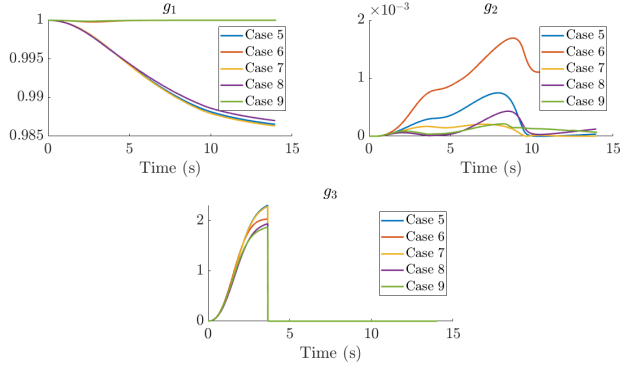 g1
1
0.995
0.99
0.985
0
5
10
15
Time (s)
Case 5
Case 6
Case 7
Case 8
Case 9
×10−3
g2
2
1
0
0
5
10
15
Time (s)
Case 5
Case 6
Case 7
Case 8
Case 9
g3
2
1
0
0
5
10
15
Time (s)
Case 5
Case 6
Case 7
Case 8
Case 9